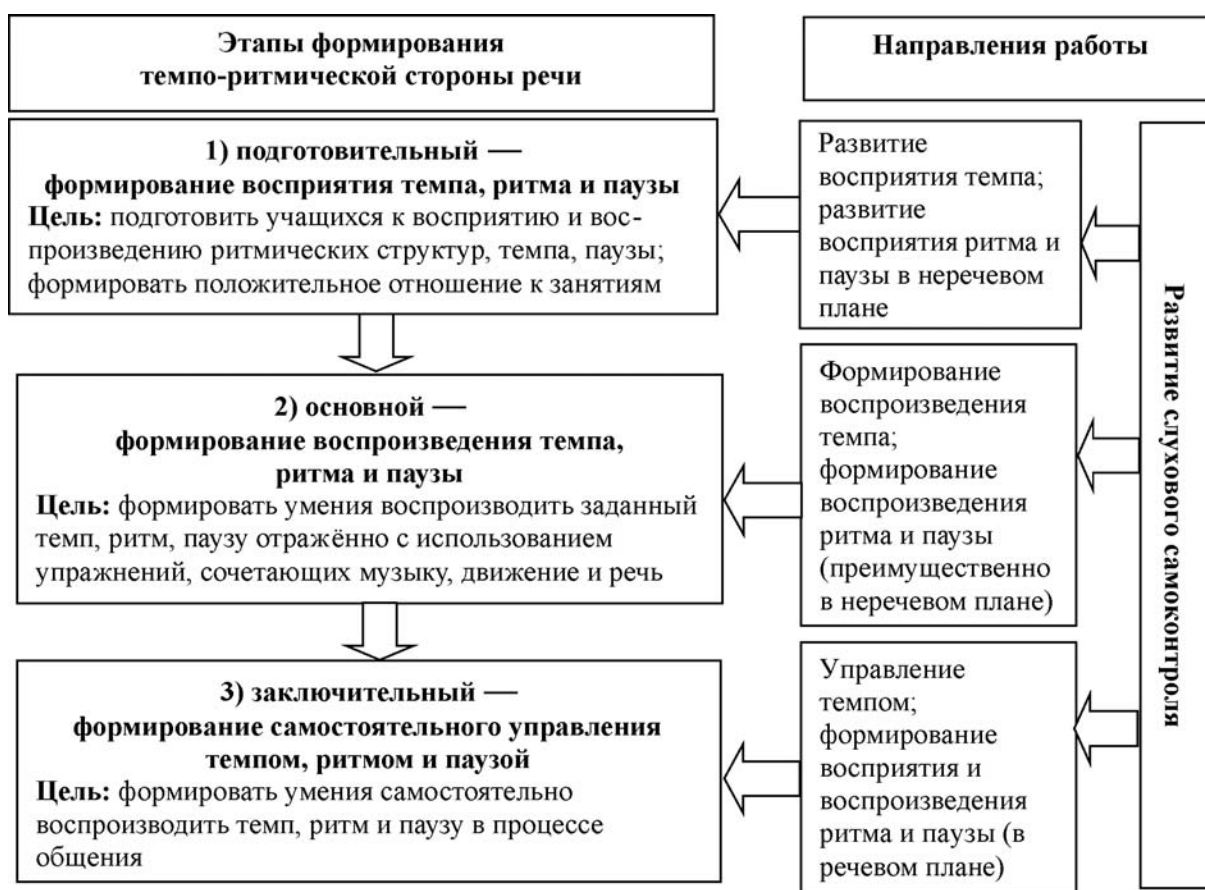 Этапы формирования
темпо-ритмической стороны речи
Направления работы
1) подготовительный —
формирование восприятия темпа, ритма и паузы
Цель: подготовить учащихся к восприятию и вос-
произведению ритмических структур, темпа, паузы;
формировать положительное отношение к занятиям
Развитие
восприятия темпа;
развитие
восприятия ритма и
паузы в неречевом
плане
2) основной —
формирование воспроизведения темпа,
ритма и паузы
Цель: формировать умения воспроизводить заданный
темп, ритм, паузу отражённо с использованием
упражнений, сочетающих музыку, движение и речь
Формирование
воспроизведения
темпа;
формирование
воспроизведения
ритма и паузы
(преимущественно
в неречевом плане)
3) заключительный —
формирование самостоятельного управления
темпом, ритмом и паузой
Цель: формировать умения самостоятельно
воспроизводить темп, ритм и паузу в процессе
общения
Управление
темпом;
формирование
восприятия и
воспроизведения
ритма и паузы (в
речевом плане)
Развитие слухового самоконтроля